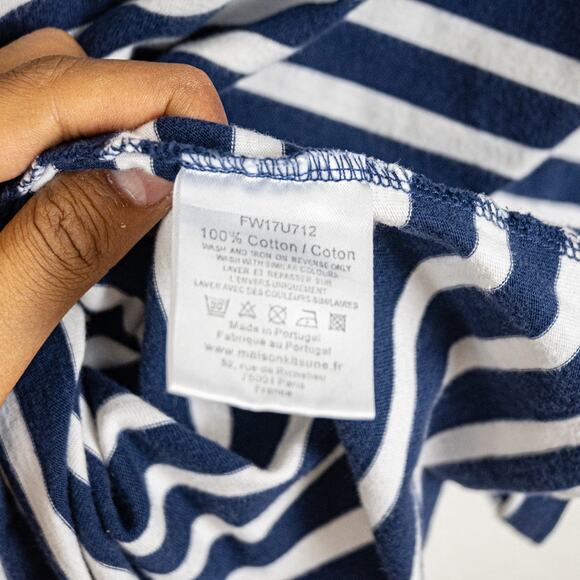 FW17U712
100% Cotton / Coton
WASH AND IRON ON REVERSE ONLY
WASH WITH SIMILAR COLOURS
LAVER ET REPASSER SUR
L'ENVERS UNIQUEMENT
LAVER AVEC DES COULEURS SIMILAIRES
30
Made in Portugal
Fabriqué au Portugal
www.maisonkitsune.fr
52, rue de Richelieu
75001 Paris
France